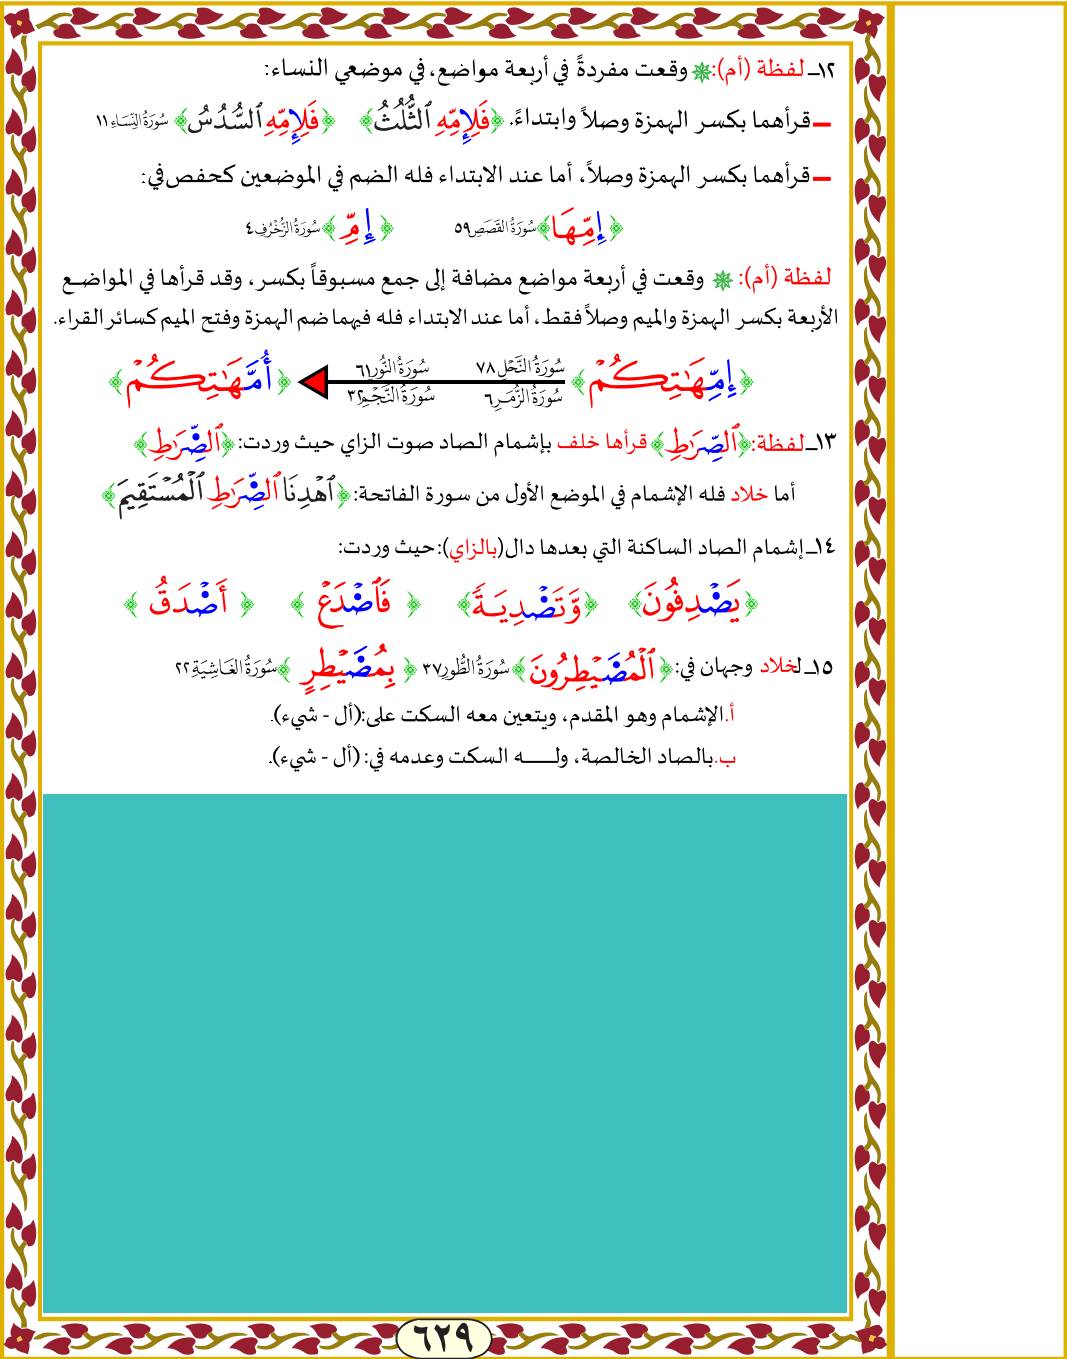 ١٢ـ لفظة (أم): وقعت مفردةً في أربعة مواضع، في موضعي النساء:
ـ قرأهما بكسر الهمزة وصلاً وابتداءً. ﴿فَلِإِمِّهِ ٱلثُّلُثُ﴾ ﴿فَلِإِمِّهِ ٱلسُّدُسُ﴾ سُورَةُ النِّسَاءِ ١١
ـ قرأهما بكسر الهمزة وصلاً، أما عند الابتداء فله الضم في الموضعين كحفص في:
﴿إِمِّهَا﴾ سُورَةُ القَصَصِ ٥٩ ﴿إِمِّ﴾ سُورَةُ الزُّخْرُفِ ٤
لفظة (أم): وقعت في أربعة مواضع مضافة إلى جمع مسبوقاً بكسر، وقد قرأها في المواضع
الأربعة بكسر الهمزة والميم وصلاً فقط، أما عند الابتداء فله فيهما ضم الهمزة وفتح الميم كسائر القراء.
﴿إِمِّهَٰتِكُمْ﴾ سُورَةُ النَّحْلِ ٧٨ سُورَةُ النُّورِ ٦١ سُورَةُ الزُّمَرِ ٦ سُورَةُ النَّجْمِ ٣٢ ﴿أُمَّهَٰتِكُمْ﴾
١٣ـ لفظة: ﴿ٱلصِّرَٰطِ﴾ قرأها خلف بإشمام الصاد صوت الزاي حيث وردت: ﴿ٱلصِّرَٰطِ﴾
أما خلاد فله الإشمام في الموضع الأول من سورة الفاتحة: ﴿ٱهْدِنَا ٱلصِّرَٰطِ ٱلْمُسْتَقِيمَ﴾
١٤ـ إشمام الصاد الساكنة التي بعدها دال (بالزاي): حيث وردت:
﴿يَصْدِفُونَ﴾ ﴿وَّتَصْدِيَةً﴾ ﴿فَٱصْدَعْ﴾ ﴿أَصْدَقُ﴾
١٥ـ لخلاد وجهان في: ﴿ٱلْمُصَيْطِرُونَ﴾ سُورَةُ الطُّورِ ٣٧ ﴿بِمُصَيْطِرٍ﴾ سُورَةُ الغَاشِيَةِ ٢٢
أ. الإشمام وهو المقدم، ويتعين معه السكت على: (أل - شيء).
ب. بالصاد الخالصة، ولـــه السكت وعدمه في: (أل - شيء).
٦٢٩